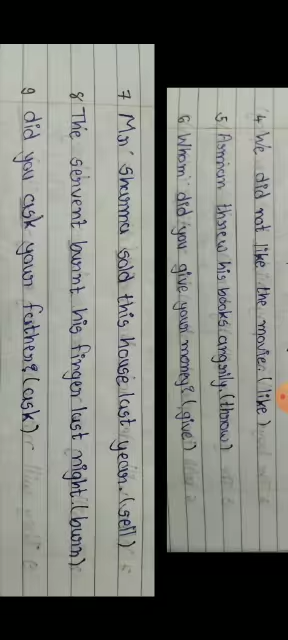 4 We did not like the movie. (like)
5 Asmion threw his books angrily. (throw)
6 Whom did you give your money? (give)
7 Mr. Sharma sold this house last year. (sell)
8 The servent burnt his finger last night. (burn)
9 did you ask your father? (ask)